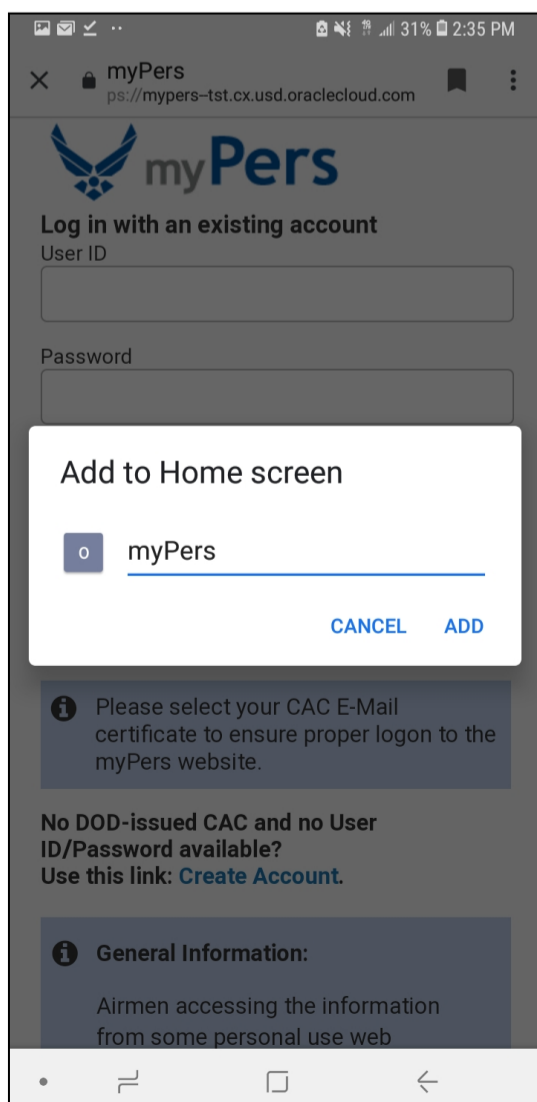 31% 2:35 PM
myPers
ps://mypers–tst.cx.usd.oraclecloud.com
myPers
Log in with an existing account
User ID
Password
Add to Home screen
o
myPers
CANCEL ADD
Please select your CAC E-Mail
certificate to ensure proper logon to the
myPers website.
No DOD-issued CAC and no User
ID/Password available?
Use this link: Create Account.
General Information:
Airmen accessing the information
from some personal use web